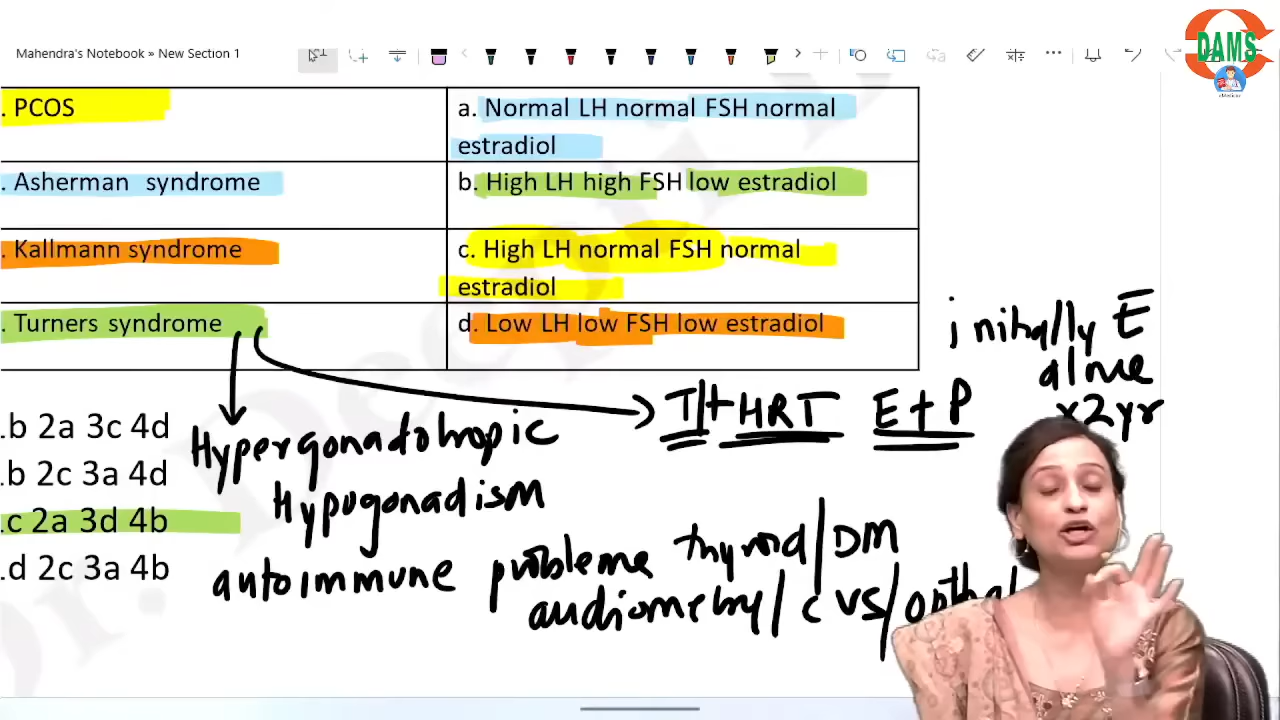 Mahendra's Notebook » New Section 1
DAMS
. PCOS
a. Normal LH normal FSH normal
estradiol
. Asherman syndrome
b. High LH high FSH low estradiol
. Kallmann syndrome
c. High LH normal FSH normal
estradiol
. Turners syndrome
d. Low LH low FSH low estradiol
initially E
alone
x2yr
T/t HRT E + P
.b 2a 3c 4d
.b 2c 3a 4d
.c 2a 3d 4b
.d 2c 3a 4b
Hypergonadotropic
Hypogonadism
autoimmune problems thyroid/DM
audiometry/ CVS/opthal